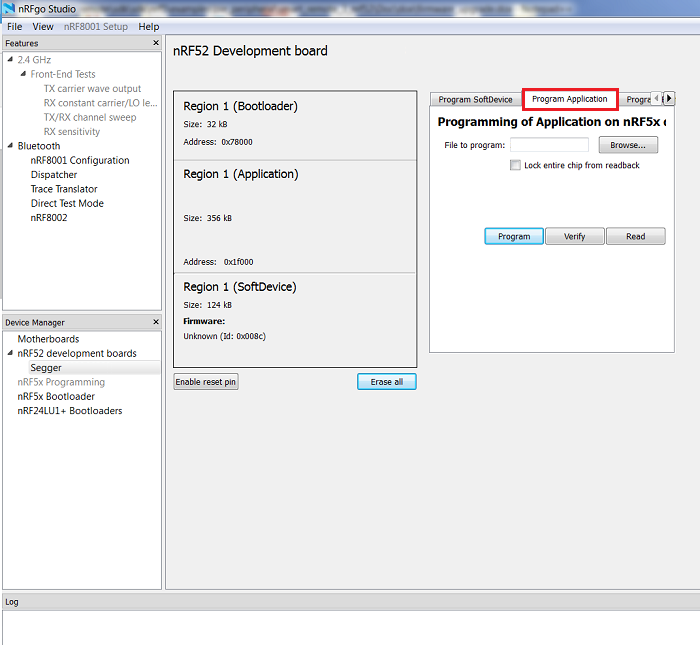 nRFgo Studio
File View nRF8001 Setup Help
Features
2.4 GHz
Front-End Tests
TX carrier wave output
RX constant carrier/LO le...
TX/RX channel sweep
RX sensitivity
Bluetooth
nRF8001 Configuration
Dispatcher
Trace Translator
Direct Test Mode
nRF8002
Device Manager
Motherboards
nRF52 development boards
Segger
nRF5x Programming
nRF5x Bootloader
nRF24LU1+ Bootloaders
nRF52 Development board
Region 1 (Bootloader)
Size: 32 kB
Address: 0x78000
Region 1 (Application)
Size: 356 kB
Address: 0x1f000
Region 1 (SoftDevice)
Size: 124 kB
Firmware:
Unknown (Id: 0x008c)
Enable reset pin Erase all
Program SoftDevice Program Application Progra
Programming of Application on nRF5x
File to program: Browse...
Lock entire chip from readback
Program Verify Read
Log